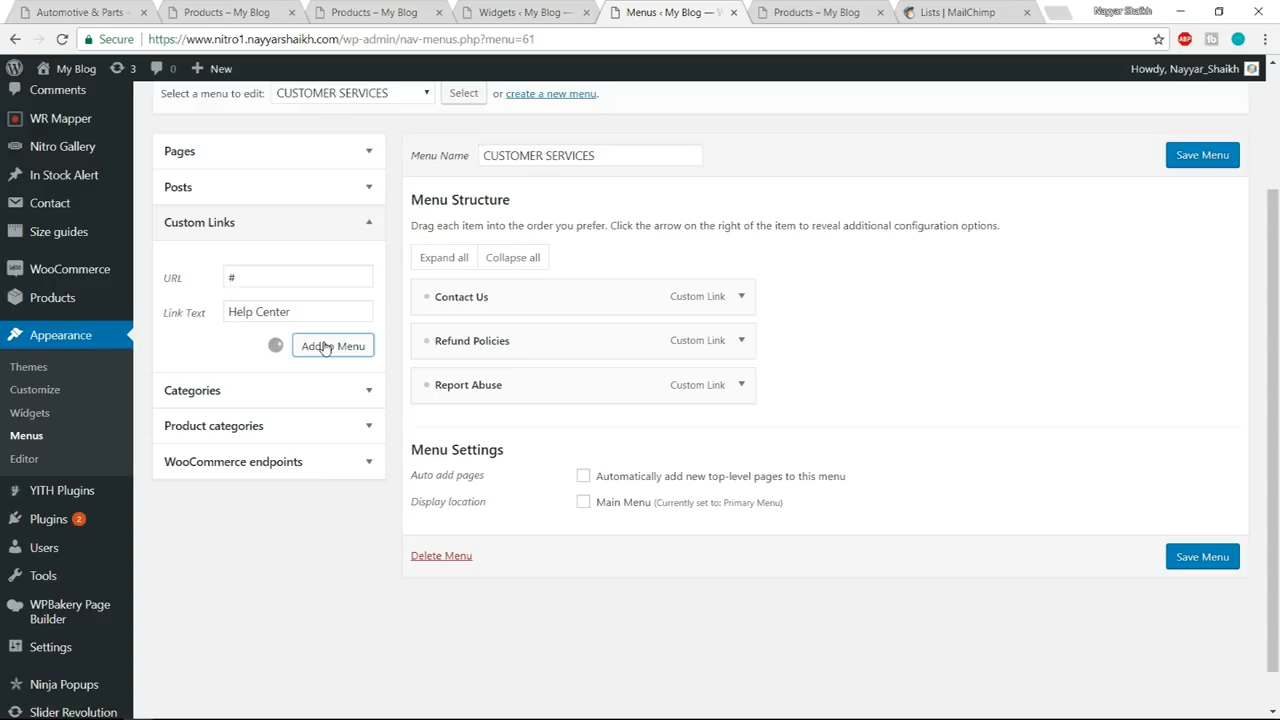 Automotive & Parts -
Products – My Blog
Products – My Blog
Widgets ‹ My Blog —
Menus ‹ My Blog — W
Products – My Blog
Lists | MailChimp
Nayyar Shaikh
Secure
https://www.nitro1.nayyarshaikh.com/wp-admin/nav-menus.php?menu=61
ABP
My Blog
3
0
New
Howdy, Nayyar_Shaikh
Comments
WR Mapper
Nitro Gallery
In Stock Alert
Contact
Size guides
WooCommerce
Products
Appearance
Themes
Customize
Widgets
Menus
Editor
YITH Plugins
Plugins 2
Users
Tools
WPBakery Page
Builder
Settings
Ninja Popups
Slider Revolution
Select a menu to edit: CUSTOMER SERVICES Select or create a new menu.
Pages
Posts
Custom Links
URL #
Link Text Help Center
Add to Menu
Categories
Product categories
WooCommerce endpoints
Menu Name CUSTOMER SERVICES Save Menu
Menu Structure
Drag each item into the order you prefer. Click the arrow on the right of the item to reveal additional configuration options.
Expand all Collapse all
Contact Us Custom Link
Refund Policies Custom Link
Report Abuse Custom Link
Menu Settings
Auto add pages Automatically add new top-level pages to this menu
Display location Main Menu (Currently set to: Primary Menu)
Delete Menu Save Menu